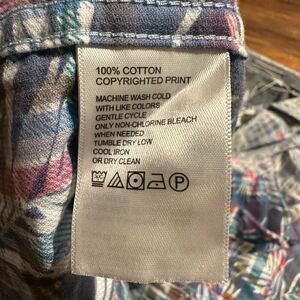 100% COTTON
COPYRIGHTED PRINT
MACHINE WASH COLD
WITH LIKE COLORS
GENTLE CYCLE
ONLY NON-CHLORINE BLEACH
WHEN NEEDED
TUMBLE DRY LOW
COOL IRON
OR DRY CLEAN
P